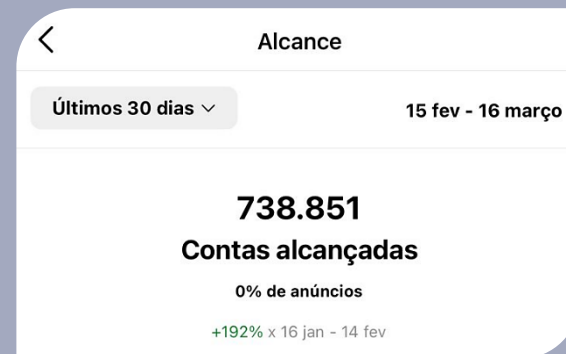 Alcance
Últimos 30 dias
15 fev - 16 março
738.851
Contas alcançadas
0% de anúncios
+192% x 16 jan - 14 fev